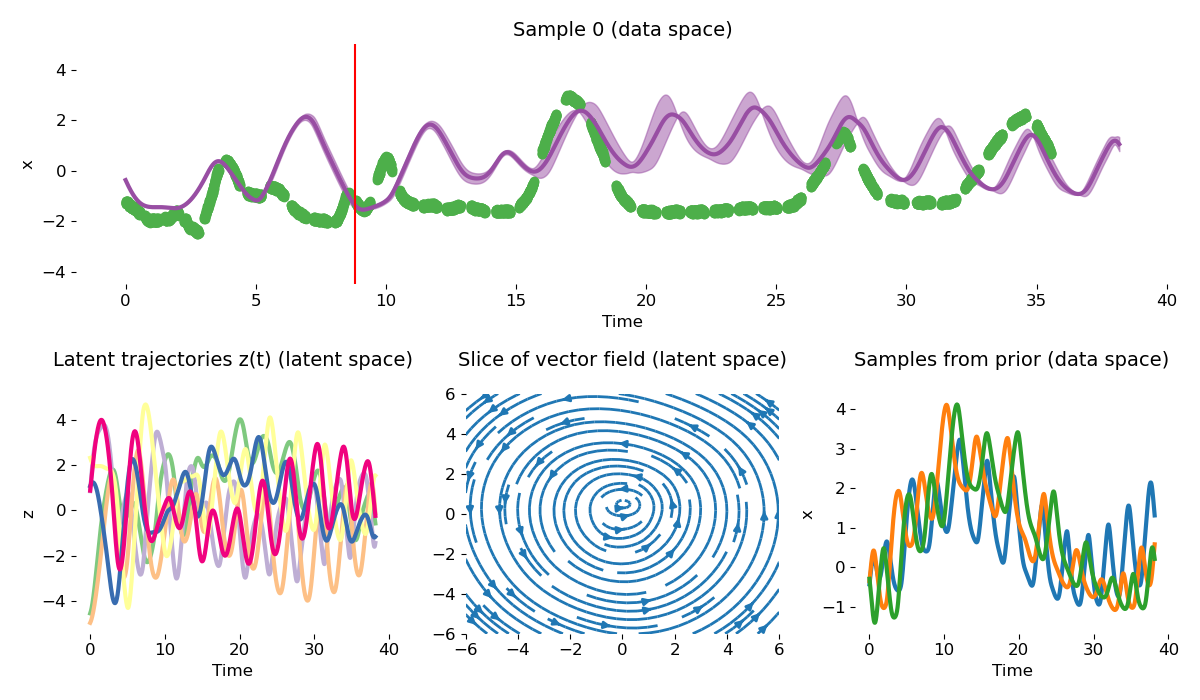 Sample 0 (data space)
4
2
0
−2
−4
x
0 5 10 15 20 25 30 35 40
Time
Latent trajectories z(t) (latent space)
4
2
0
−2
−4
z
0 10 20 30 40
Time
Slice of vector field (latent space)
6
4
2
0
−2
−4
−6
−6 −4 −2 0 2 4 6
Samples from prior (data space)
4
3
2
1
0
−1
x
0 10 20 30 40
Time